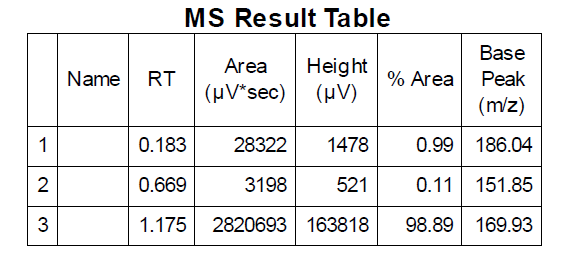 MS Result Table
Name RT Area (µV*sec) Height (µV) % Area Base Peak (m/z)
1 0.183 28322 1478 0.99 186.04
2 0.669 3198 521 0.11 151.85
3 1.175 2820693 163818 98.89 169.93